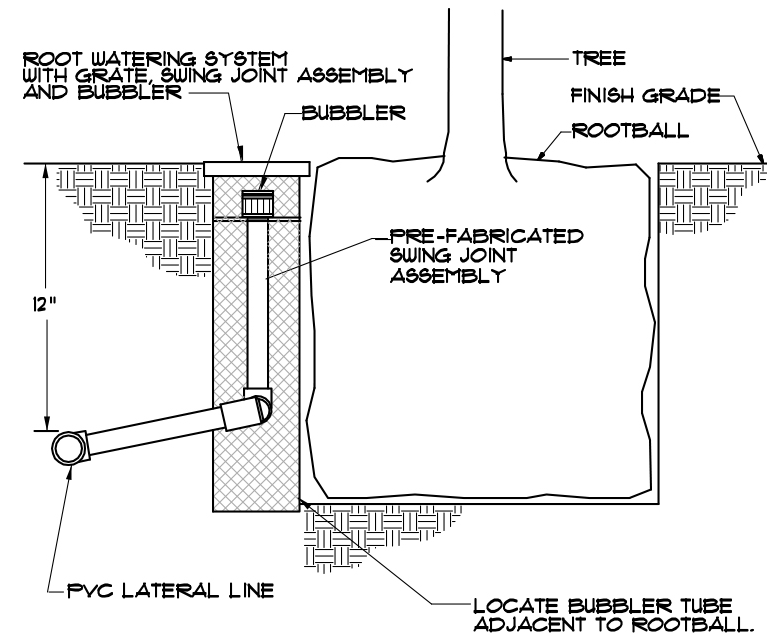 ROOT WATERING SYSTEM
WITH GRATE, SWING JOINT ASSEMBLY
AND BUBBLER
BUBBLER
TREE
FINISH GRADE
ROOTBALL
PRE-FABRICATED
SWING JOINT
ASSEMBLY
12"
PVC LATERAL LINE
LOCATE BUBBLER TUBE
ADJACENT TO ROOTBALL.